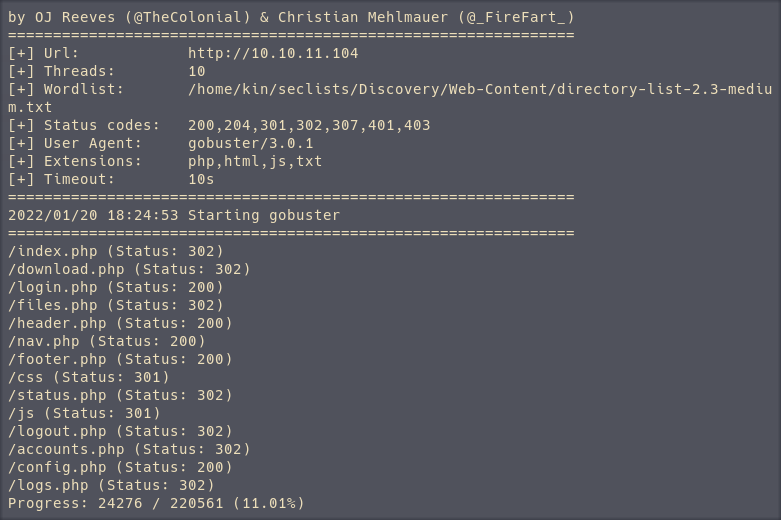 by OJ Reeves (@TheColonial) & Christian Mehlmauer (@_FireFart_)
===============================================================
[+] Url:            http://10.10.11.104
[+] Threads:        10
[+] Wordlist:       /home/kin/seclists/Discovery/Web-Content/directory-list-2.3-mediu
m.txt
[+] Status codes:   200,204,301,302,307,401,403
[+] User Agent:     gobuster/3.0.1
[+] Extensions:     php,html,js,txt
[+] Timeout:        10s
===============================================================
2022/01/20 18:24:53 Starting gobuster
===============================================================
/index.php (Status: 302)
/download.php (Status: 302)
/login.php (Status: 200)
/files.php (Status: 302)
/header.php (Status: 200)
/nav.php (Status: 200)
/footer.php (Status: 200)
/css (Status: 301)
/status.php (Status: 302)
/js (Status: 301)
/logout.php (Status: 302)
/accounts.php (Status: 302)
/config.php (Status: 200)
/logs.php (Status: 302)
Progress: 24276 / 220561 (11.01%)